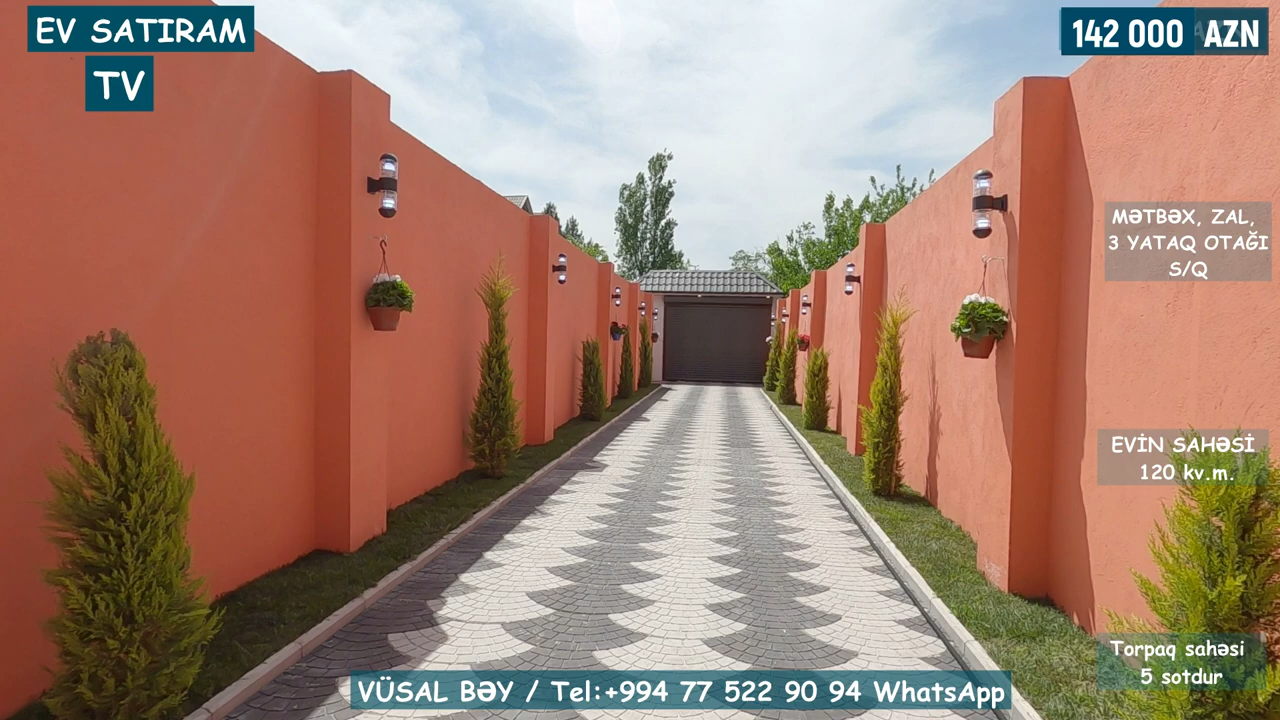 EV SATIRAM
TV
142 000 AZN
MƏTBƏX, ZAL,
3 YATAQ OTAĞI
S/Q
EVİN SAHƏSİ
120 kv.m.
Torpaq sahəsi
5 sotdur
VÜSAL BƏY / Tel:+994 77 522 90 94 WhatsApp